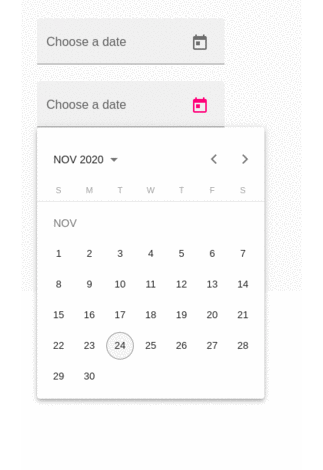 Choose a date
Choose a date
NOV 2020
S M T W T F S
NOV
1 2 3 4 5 6 7
8 9 10 11 12 13 14
15 16 17 18 19 20 21
22 23 24 25 26 27 28
29 30